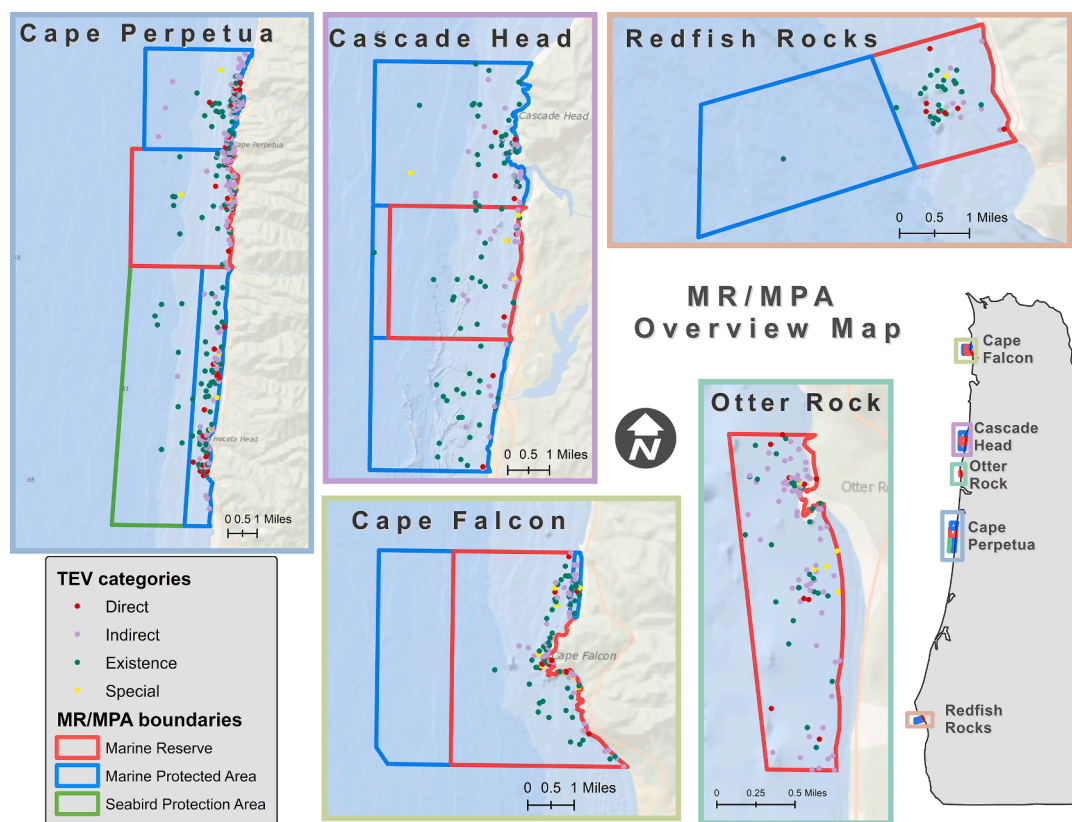 Cape Perpetua
Cape Perpetua
Heceta Head
0 0.5 1 Miles
Cascade Head
Cascade Head
0 0.5 1 Miles
Redfish Rocks
0 0.5 1 Miles
MR/MPA
Overview Map
N
Cape
Falcon
Cascade
Head
Otter
Rock
Cape
Perpetua
Redfish
Rocks
Otter Rock
0 0.25 0.5 Miles
Cape Falcon
Cape Falcon
0 0.5 1 Miles
TEV categories
Direct
Indirect
Existence
Special
MR/MPA boundaries
Marine Reserve
Marine Protected Area
Seabird Protection Area